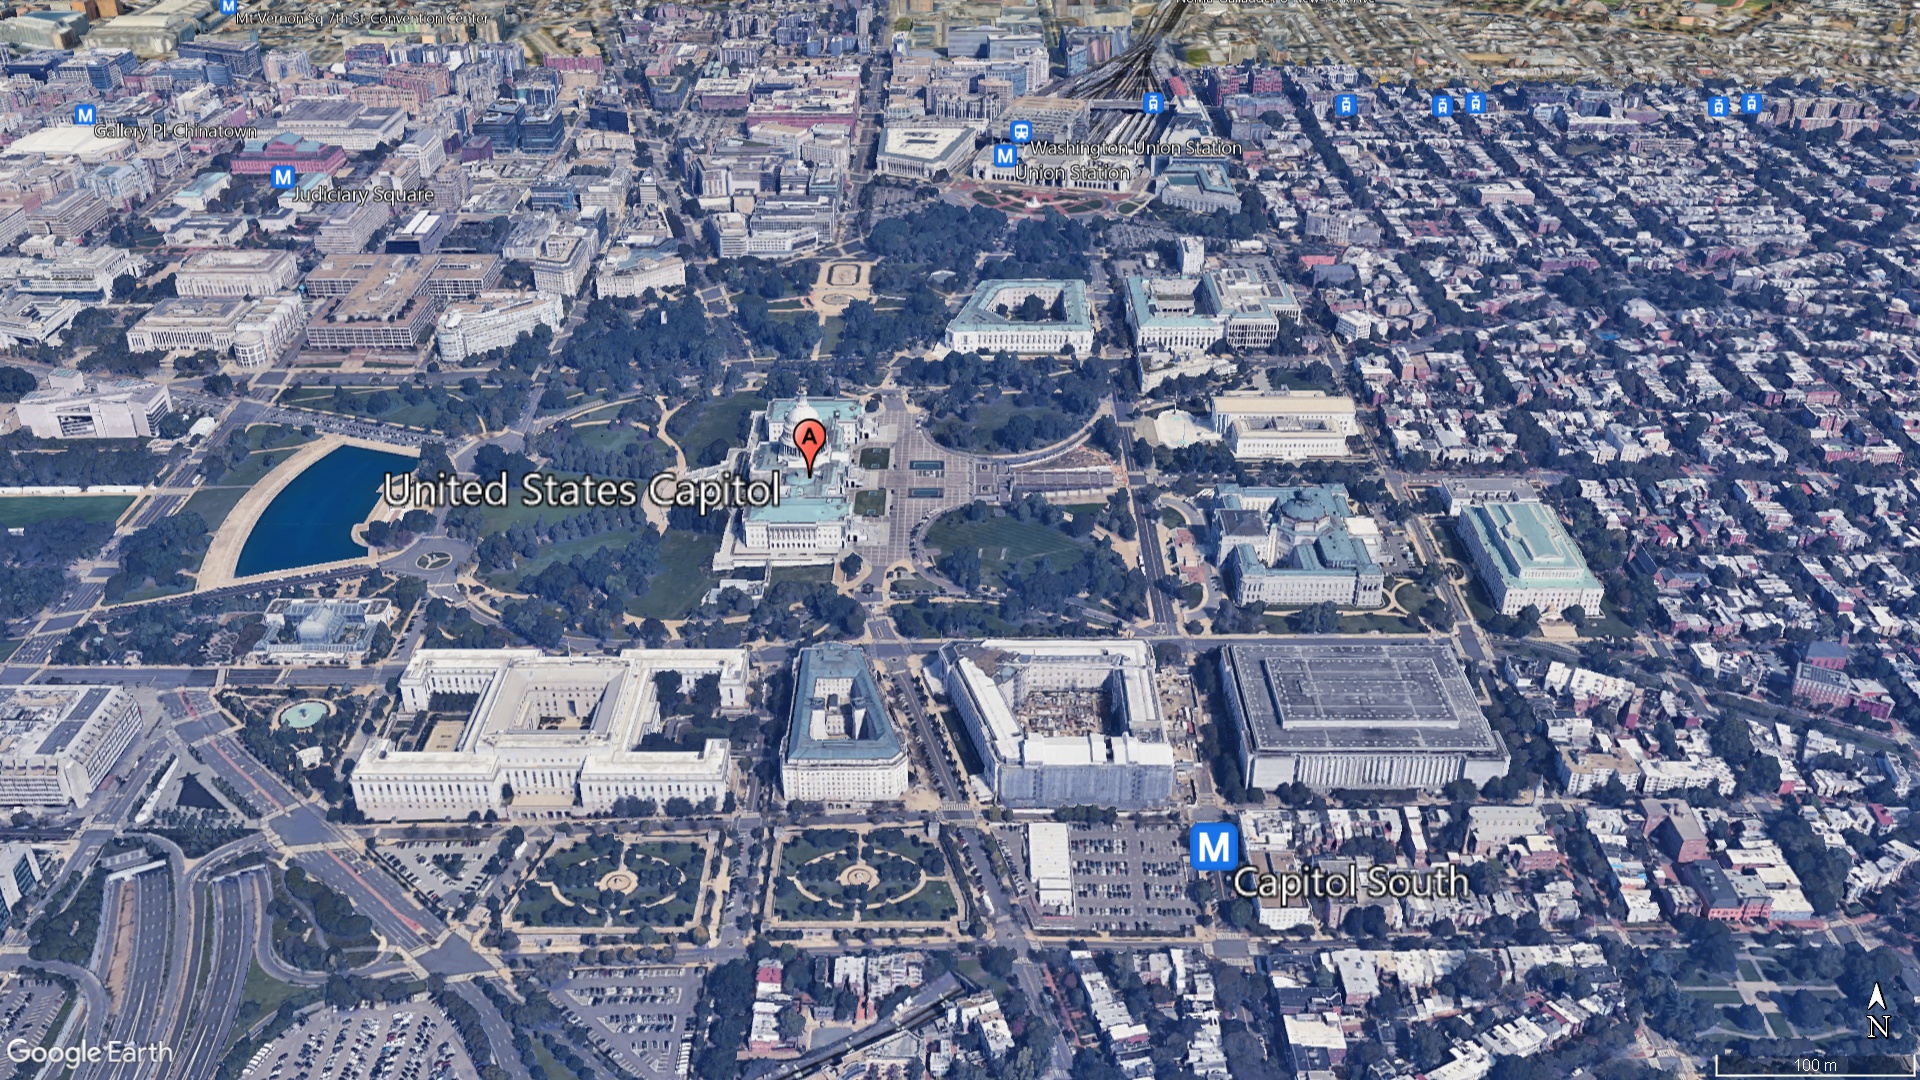 Mt Vernon Sq 7th St-Convention Center
M
M
Gallery Pl-Chinatown
M
Judiciary Square
Washington Union Station
M
Union Station
A
United States Capitol
M
Capitol South
N
Google Earth
100 m